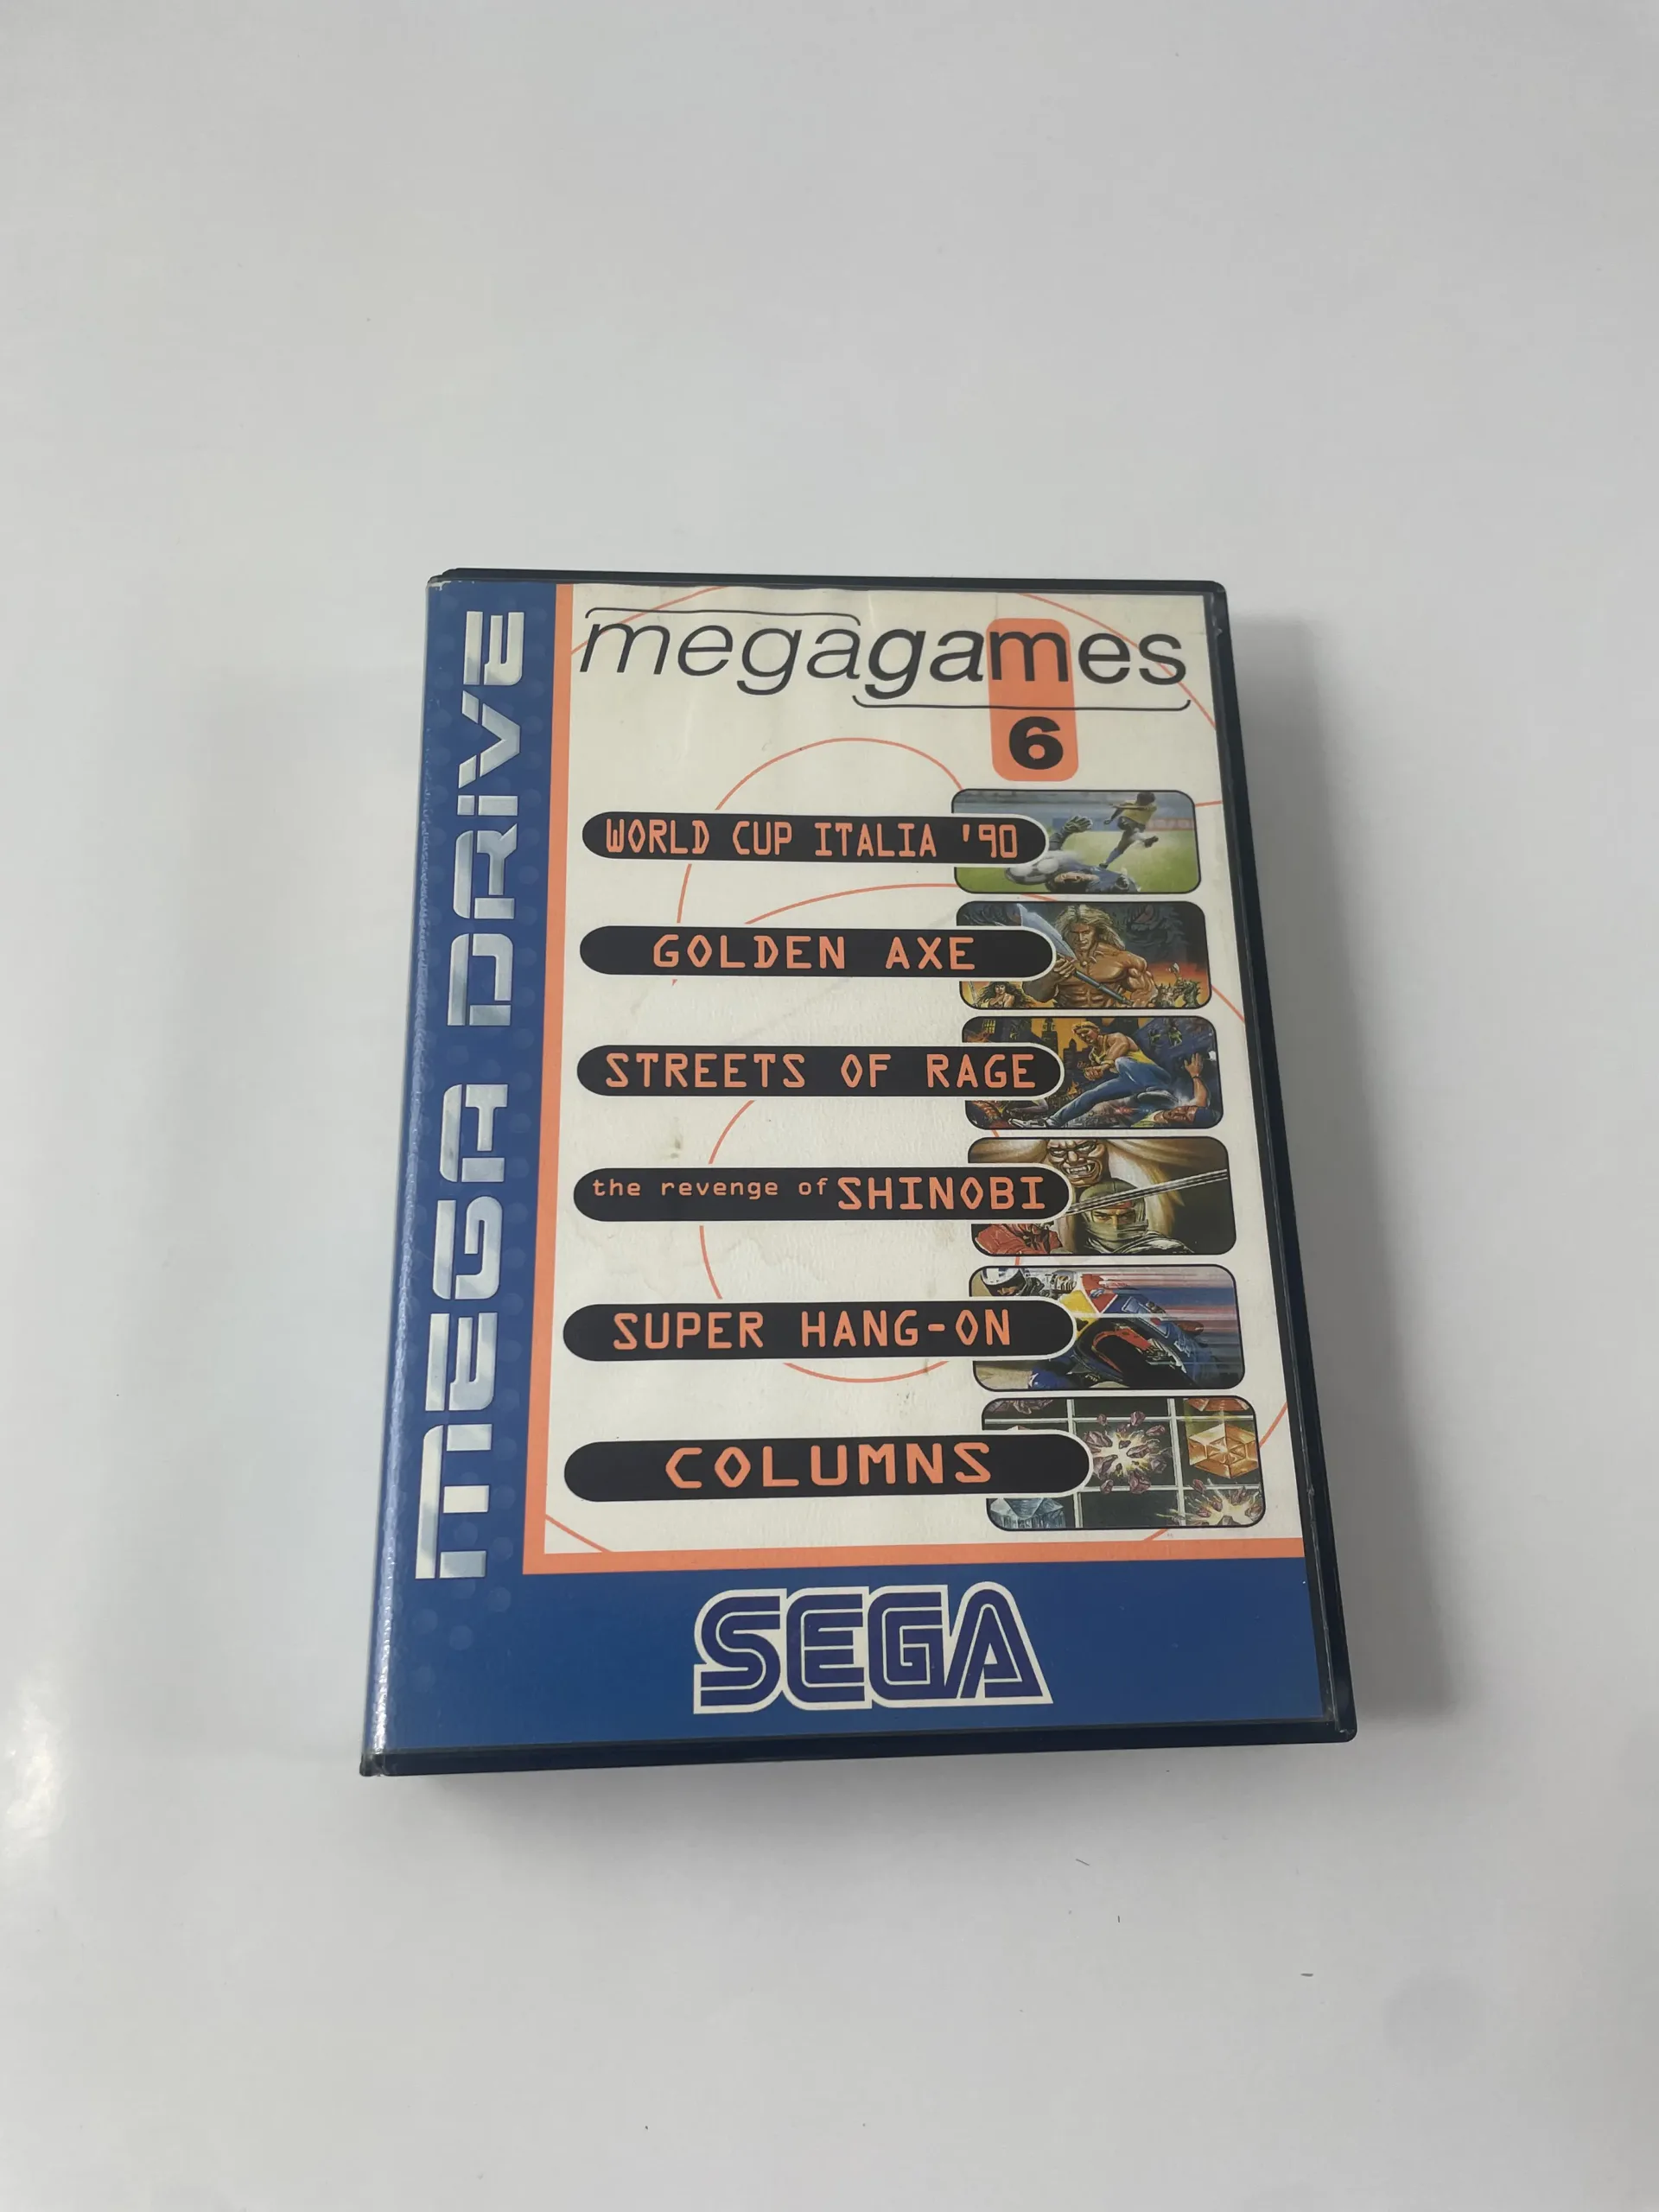 MEGA DRIVE
megagames
6
WORLD CUP ITALIA '90
GOLDEN AXE
STREETS OF RAGE
the revenge of SHINOBI
SUPER HANG-ON
COLUMNS
SEGA